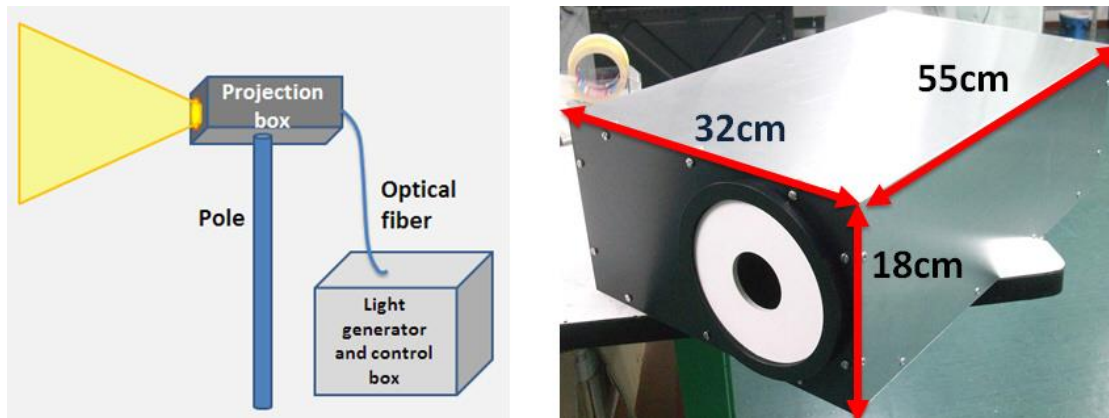 Projection
box
Optical
fiber
Pole
Light
generator
and control
box
32cm
55cm
18cm